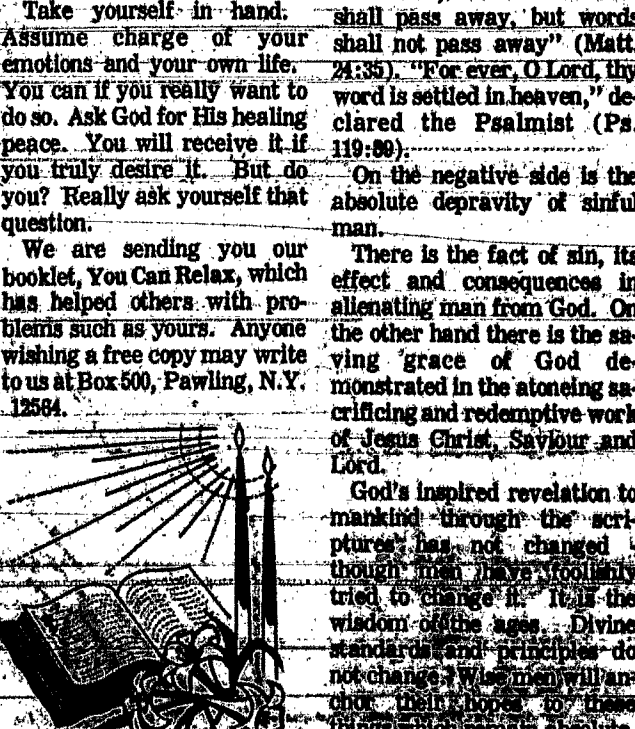 Take yourself in hand.
Assume charge of your
emotions and your own life.
You can if you really want to
do so. Ask God for His healing
peace. You will receive it if
you truly desire it. But do
you? Really ask yourself that
question.
We are sending you our
booklet, You Can Relax, which
has helped others with pro-
blems such as yours. Anyone
wishing a free copy may write
to us at Box 500, Pawling, N.Y.
12564.
shall pass away, but words
shall not pass away" (Matt.
24:35). "For ever, O Lord, thy
word is settled in heaven," de-
clared the Psalmist (Ps.
119:89).
On the negative side is the
absolute depravity of sinful
man.
There is the fact of sin, its
effect and consequences in
alienating man from God. On
the other hand there is the sa-
ving grace of God de-
monstrated in the atoneing sa-
crificing and redemptive work
of Jesus Christ, Saviour and
Lord.
God's inspired revelation to
mankind through the scri-
ptures has not changed -
though men have foolishly
tried to change it. It is the
wisdom of the ages. Divine
standards and principles do
not change. Wise men will an-
chor their hopes to these
things which remain absolute.